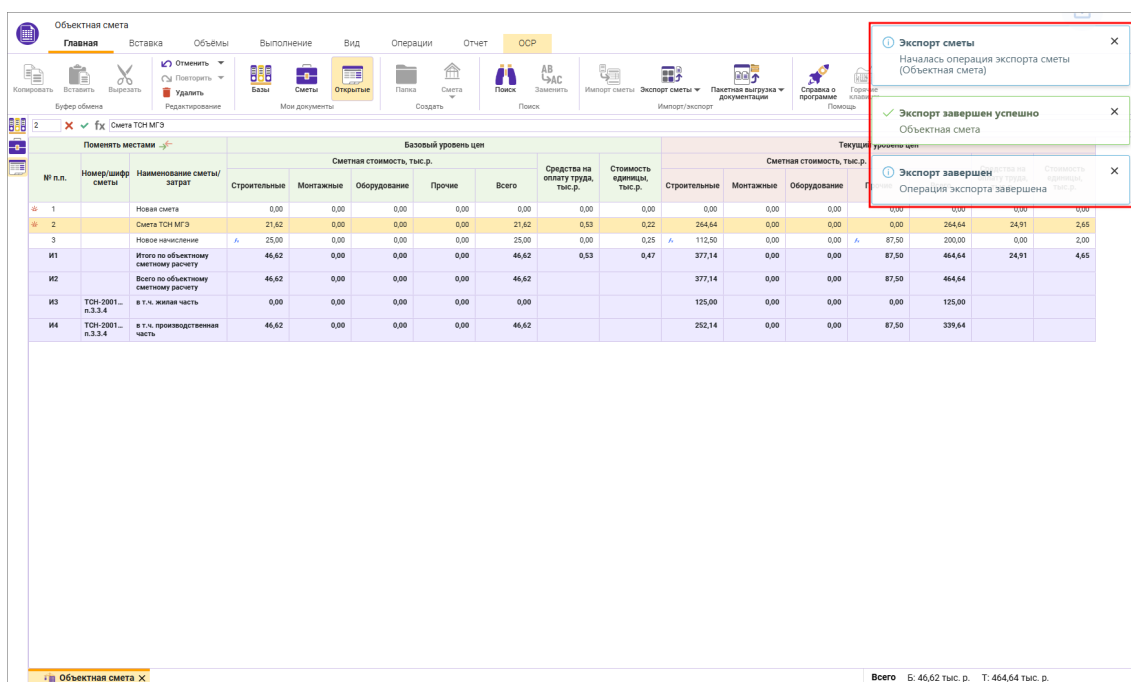 Объектная смета
Главная Вставка Объёмы Выполнение Вид Операции Отчет ОСР
Копировать Вставить Вырезать
Отменить
Повторить
Удалить
Базы Сметы Открытые Папка Смета Поиск Заменить Импорт сметы Экспорт сметы Пакетная выгрузка документации Справка о программе Горячие
Буфер обмена Редактирование Мои документы Создать Поиск Импорт/экспорт Помощь
Экспорт сметы
Началась операция экспорта сметы
(Объектная смета)
Экспорт завершен успешно
Объектная смета
Экспорт завершен
Операция экспорта завершена
2 fx Смета ТСН МГЭ
Поменять местами Базовый уровень цен Текущий уровень цен
№ п.п. Номер/шифр сметы Наименование сметы/затрат
Сметная стоимость, тыс.р. Средства на оплату труда, тыс.р. Стоимость единицы, тыс.р. Сметная стоимость, тыс.р.
Строительные Монтажные Оборудование Прочие Всего Строительные Монтажные Оборудование
1 Новая смета 0,00 0,00 0,00 0,00 0,00 0,00 0,00 0,00 0,00 0,00 0,00 0,00 0,00 0,00
2 Смета ТСН МГЭ 21,62 0,00 0,00 0,00 21,62 0,53 0,22 264,64 0,00 0,00 0,00 264,64 24,91 2,65
3 Новое начисление fx 25,00 0,00 0,00 0,00 25,00 0,00 0,25 fx 112,50 0,00 0,00 fx 87,50 200,00 0,00 2,00
И1 Итого по объектному сметному расчету 46,62 0,00 0,00 0,00 46,62 0,53 0,47 377,14 0,00 0,00 87,50 464,64 24,91 4,65
И2 Всего по объектному сметному расчету 46,62 0,00 0,00 0,00 46,62 377,14 0,00 0,00 87,50 464,64
И3 ТСН-2001... п.3.3.4 в т.ч. жилая часть 0,00 0,00 0,00 0,00 0,00 125,00 0,00 0,00 0,00 125,00
И4 ТСН-2001... п.3.3.4 в т.ч. производственная часть 46,62 0,00 0,00 0,00 46,62 252,14 0,00 0,00 87,50 339,64
Объектная смета Всего Б: 46,62 тыс. р. Т: 464,64 тыс. р.